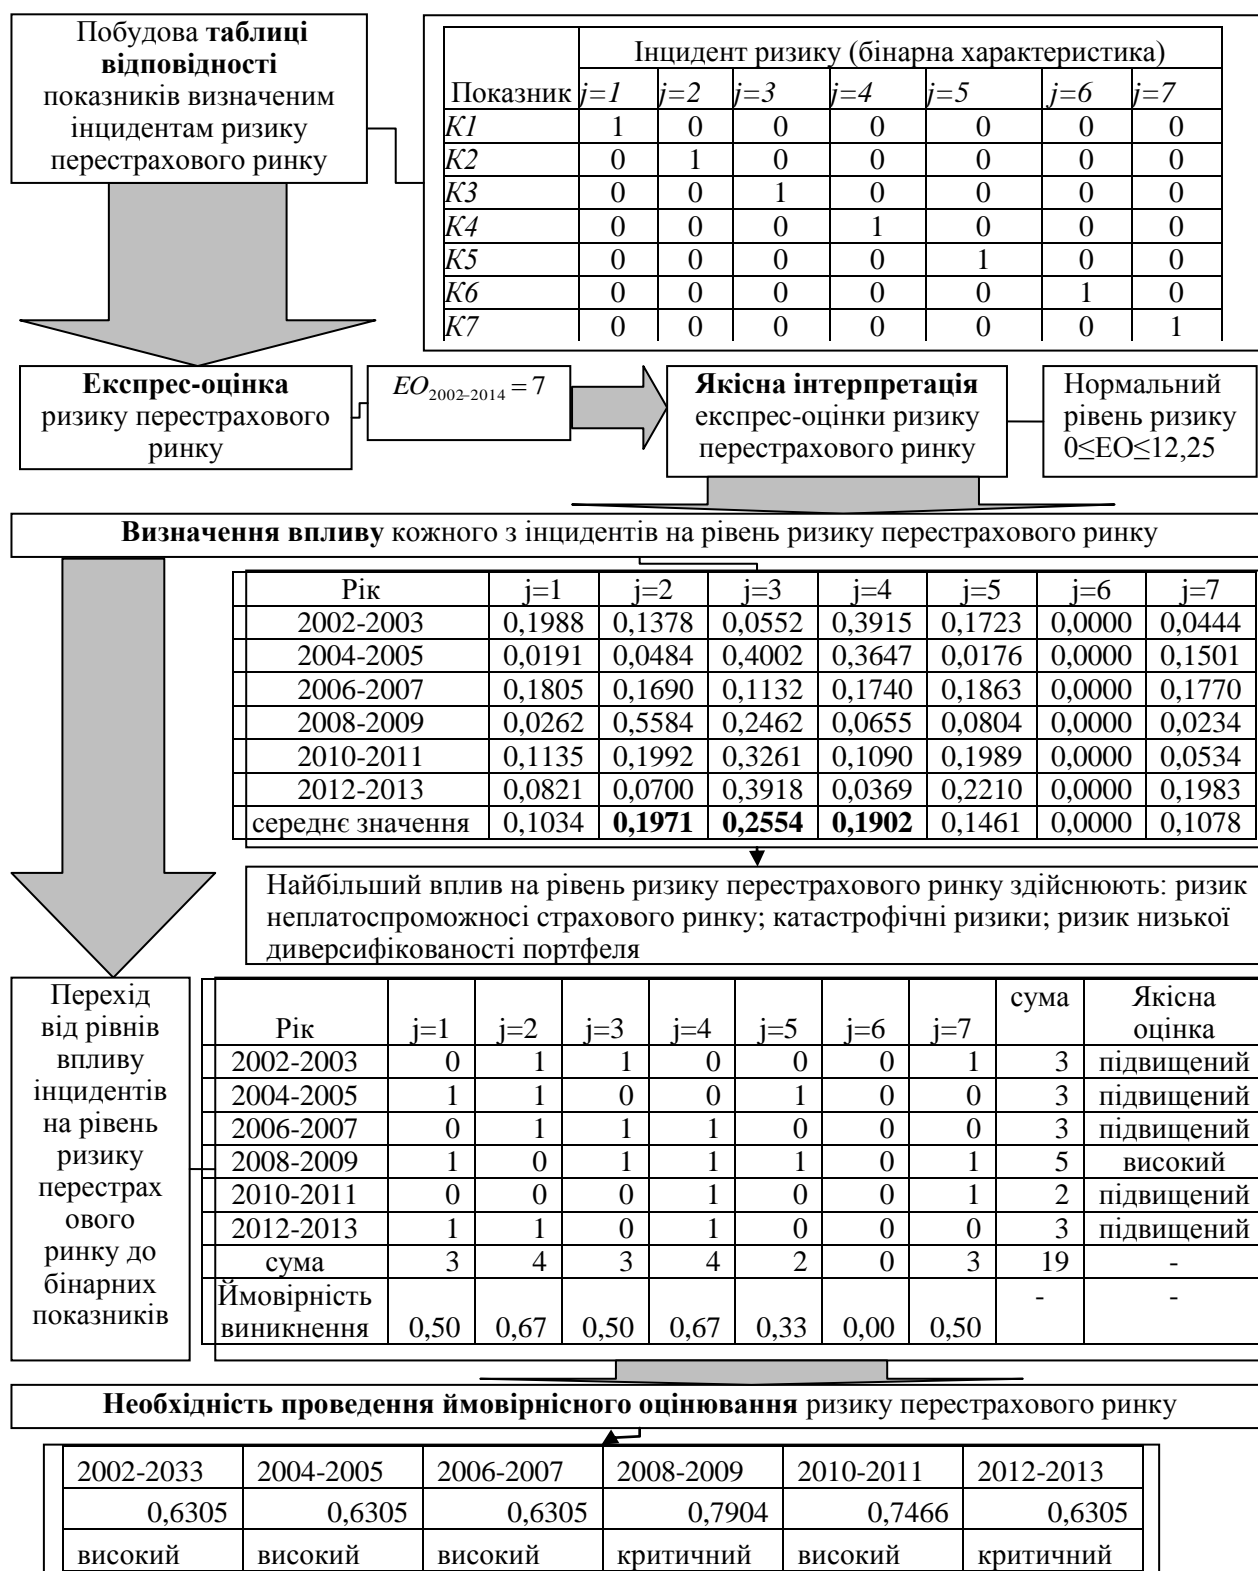 Побудова таблиці
відповідності
показників визначеним
інцидентам ризику
перестрахового ринку
Інцидент ризику (бінарна характеристика)
Показник j=1 j=2 j=3 j=4 j=5 j=6 j=7
К1 1 0 0 0 0 0 0
К2 0 1 0 0 0 0 0
К3 0 0 1 0 0 0 0
К4 0 0 0 1 0 0 0
К5 0 0 0 0 1 0 0
К6 0 0 0 0 0 1 0
К7 0 0 0 0 0 0 1
Експрес-оцінка
ризику перестрахового
ринку
EO2002-2014 = 7
Якісна інтерпретація
експрес-оцінки ризику
перестрахового ринку
Нормальний
рівень ризику
0≤ЕО≤12,25
Визначення впливу кожного з інцидентів на рівень ризику перестрахового ринку
Рік j=1 j=2 j=3 j=4 j=5 j=6 j=7
2002-2003 0,1988 0,1378 0,0552 0,3915 0,1723 0,0000 0,0444
2004-2005 0,0191 0,0484 0,4002 0,3647 0,0176 0,0000 0,1501
2006-2007 0,1805 0,1690 0,1132 0,1740 0,1863 0,0000 0,1770
2008-2009 0,0262 0,5584 0,2462 0,0655 0,0804 0,0000 0,0234
2010-2011 0,1135 0,1992 0,3261 0,1090 0,1989 0,0000 0,0534
2012-2013 0,0821 0,0700 0,3918 0,0369 0,2210 0,0000 0,1983
середнє значення 0,1034 0,1971 0,2554 0,1902 0,1461 0,0000 0,1078
Найбільший вплив на рівень ризику перестрахового ринку здійснюють: ризик
неплатоспроможносі страхового ринку; катастрофічні ризики; ризик низької
диверсифікованості портфеля
Перехід
від рівнів
впливу
інцидентів
на рівень
ризику
перестрах
ового
ринку до
бінарних
показників
сума Якісна
Рік j=1 j=2 j=3 j=4 j=5 j=6 j=7 оцінка
2002-2003 0 1 1 0 0 0 1 3 підвищений
2004-2005 1 1 0 0 1 0 0 3 підвищений
2006-2007 0 1 1 1 0 0 0 3 підвищений
2008-2009 1 0 1 1 1 0 1 5 високий
2010-2011 0 0 0 1 0 0 1 2 підвищений
2012-2013 1 1 0 1 0 0 0 3 підвищений
сума 3 4 3 4 2 0 3 19 -
Ймовірність - -
виникнення 0,50 0,67 0,50 0,67 0,33 0,00 0,50
Необхідність проведення ймовірнісного оцінювання ризику перестрахового ринку
2002-2033 2004-2005 2006-2007 2008-2009 2010-2011 2012-2013
0,6305 0,6305 0,6305 0,7904 0,7466 0,6305
високий високий високий критичний високий критичний